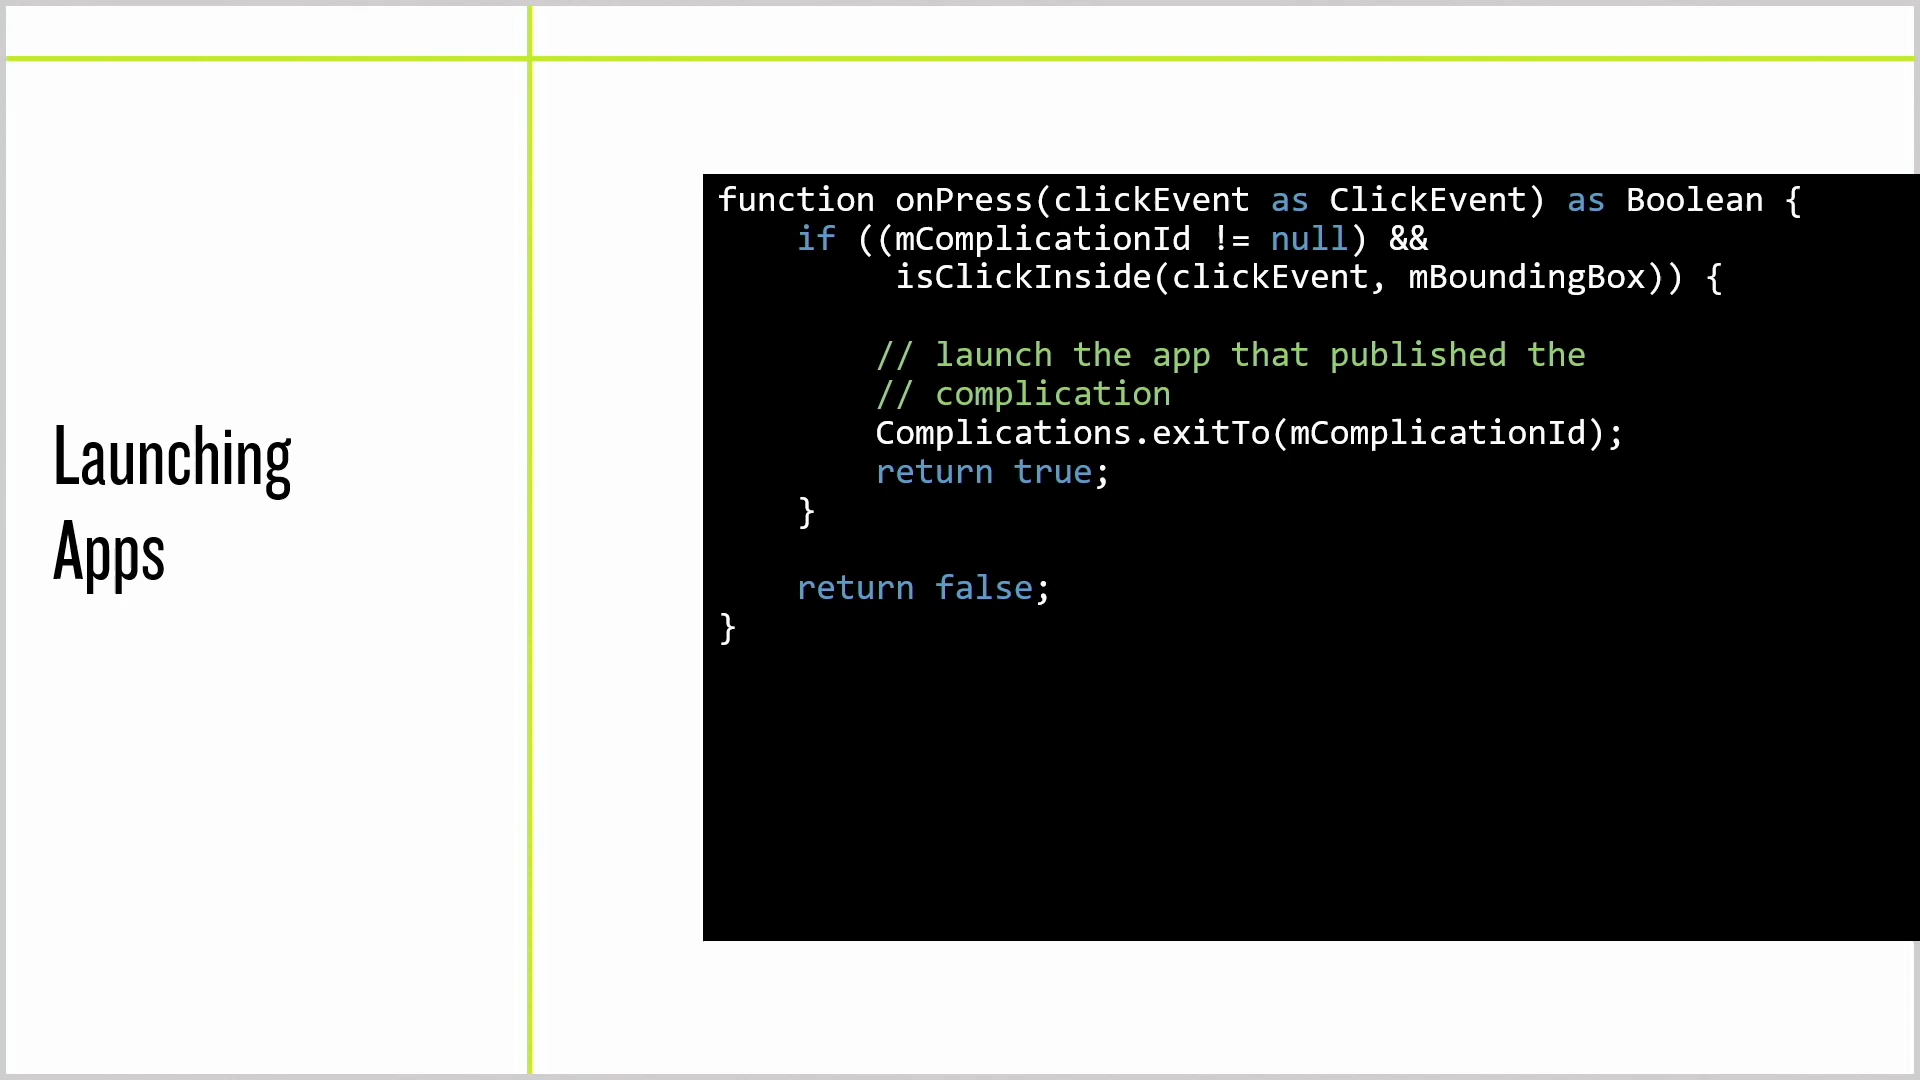 Launching
Apps
function onPress(clickEvent as ClickEvent) as Boolean {
    if ((mComplicationId != null) &&
         isClickInside(clickEvent, mBoundingBox)) {

        // launch the app that published the
        // complication
        Complications.exitTo(mComplicationId);
        return true;
    }

    return false;
}